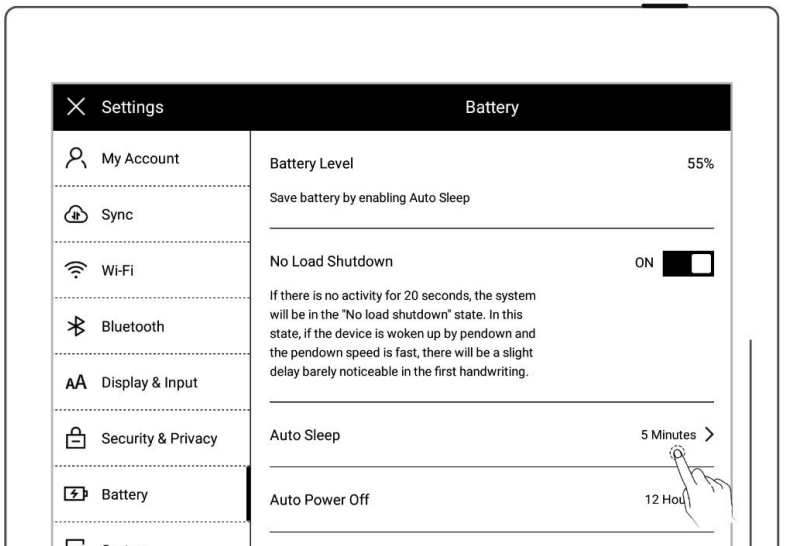 Settings
Battery
My Account
Sync
Wi-Fi
Bluetooth
AA Display & Input
Security & Privacy
Battery
Battery Level
55%
Save battery by enabling Auto Sleep
No Load Shutdown
ON
If there is no activity for 20 seconds, the system
will be in the "No load shutdown" state. In this
state, if the device is woken up by pendown and
the pendown speed is fast, there will be a slight
delay barely noticeable in the first handwriting.
Auto Sleep
5 Minutes
Auto Power Off
12